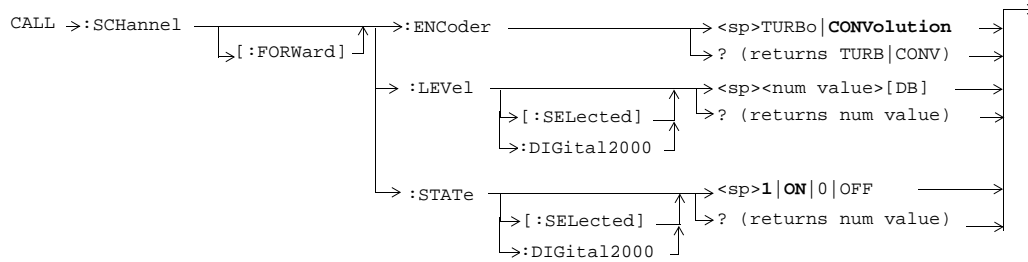 CALL :SCHannel :ENCoder <sp>TURBo|CONVolution
[:FORWard] ? (returns TURB|CONV)
:LEVel <sp><num value>[DB]
[:SELected] ? (returns num value)
:DIGital2000
:STATe <sp>1|ON|0|OFF
[:SELected] ? (returns num value)
:DIGital2000